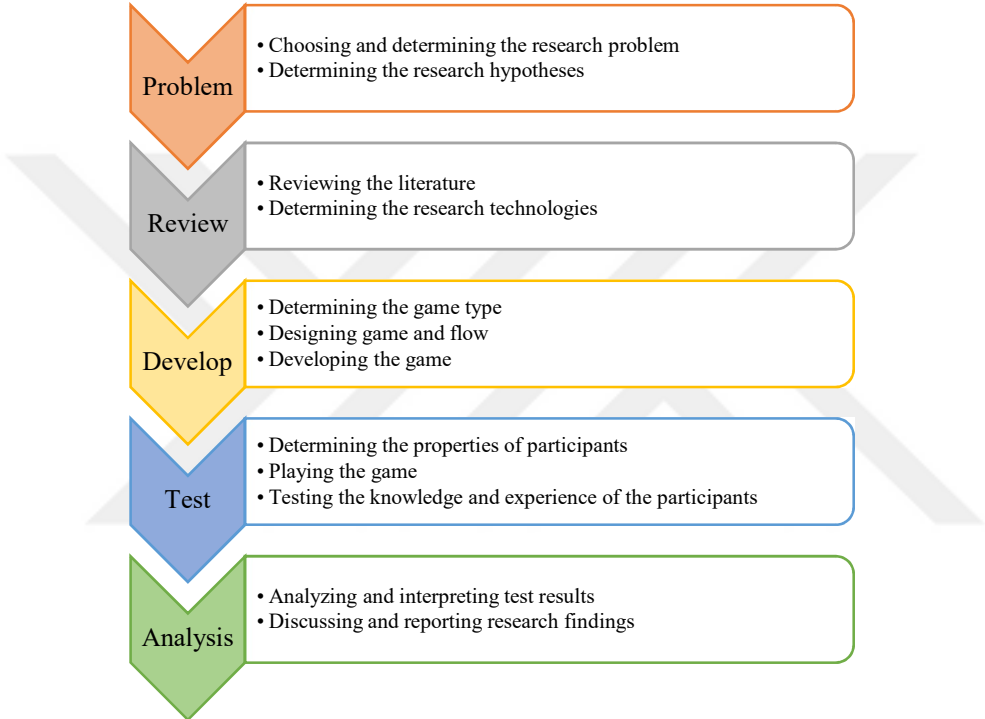 Problem
• Choosing and determining the research problem
• Determining the research hypotheses
Review
• Reviewing the literature
• Determining the research technologies
Develop
• Determining the game type
• Designing game and flow
• Developing the game
Test
• Determining the properties of participants
• Playing the game
• Testing the knowledge and experience of the participants
Analysis
• Analyzing and interpreting test results
• Discussing and reporting research findings